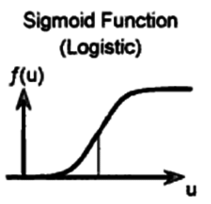 Sigmoid Function
(Logistic)
f(u)
u